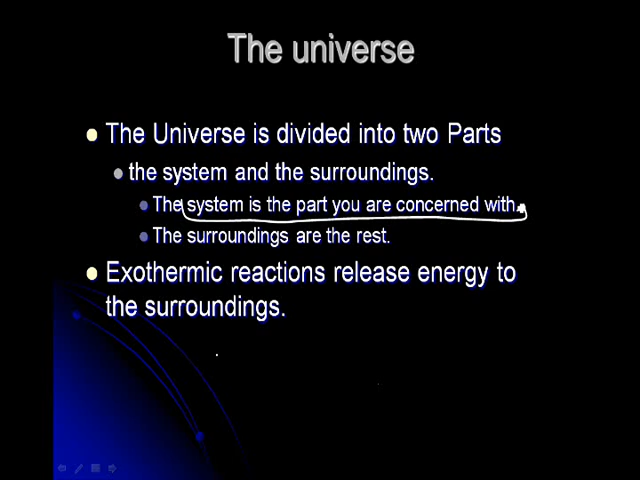 The universe
The Universe is divided into two Parts
the system and the surroundings.
The system is the part you are concerned with.
The surroundings are the rest.
Exothermic reactions release energy to
the surroundings.